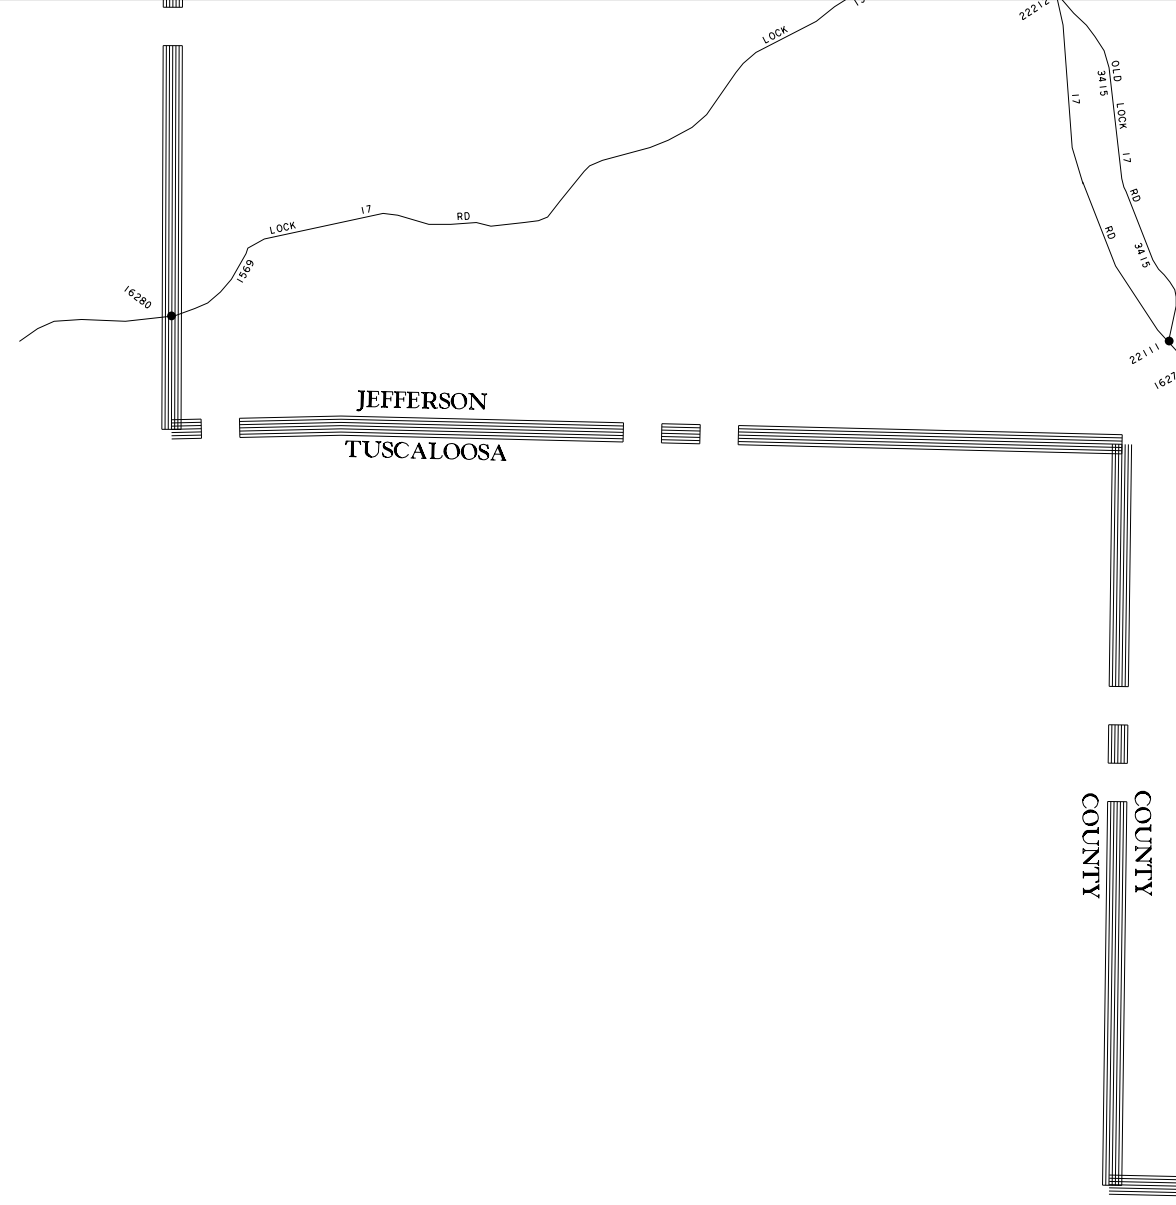 22212
LOCK
OLD
3415
17
LOCK
17
RD
17
RD
LOCK
RD
3415
1569
16280
22111
JEFFERSON
TUSCALOOSA
COUNTY
COUNTY